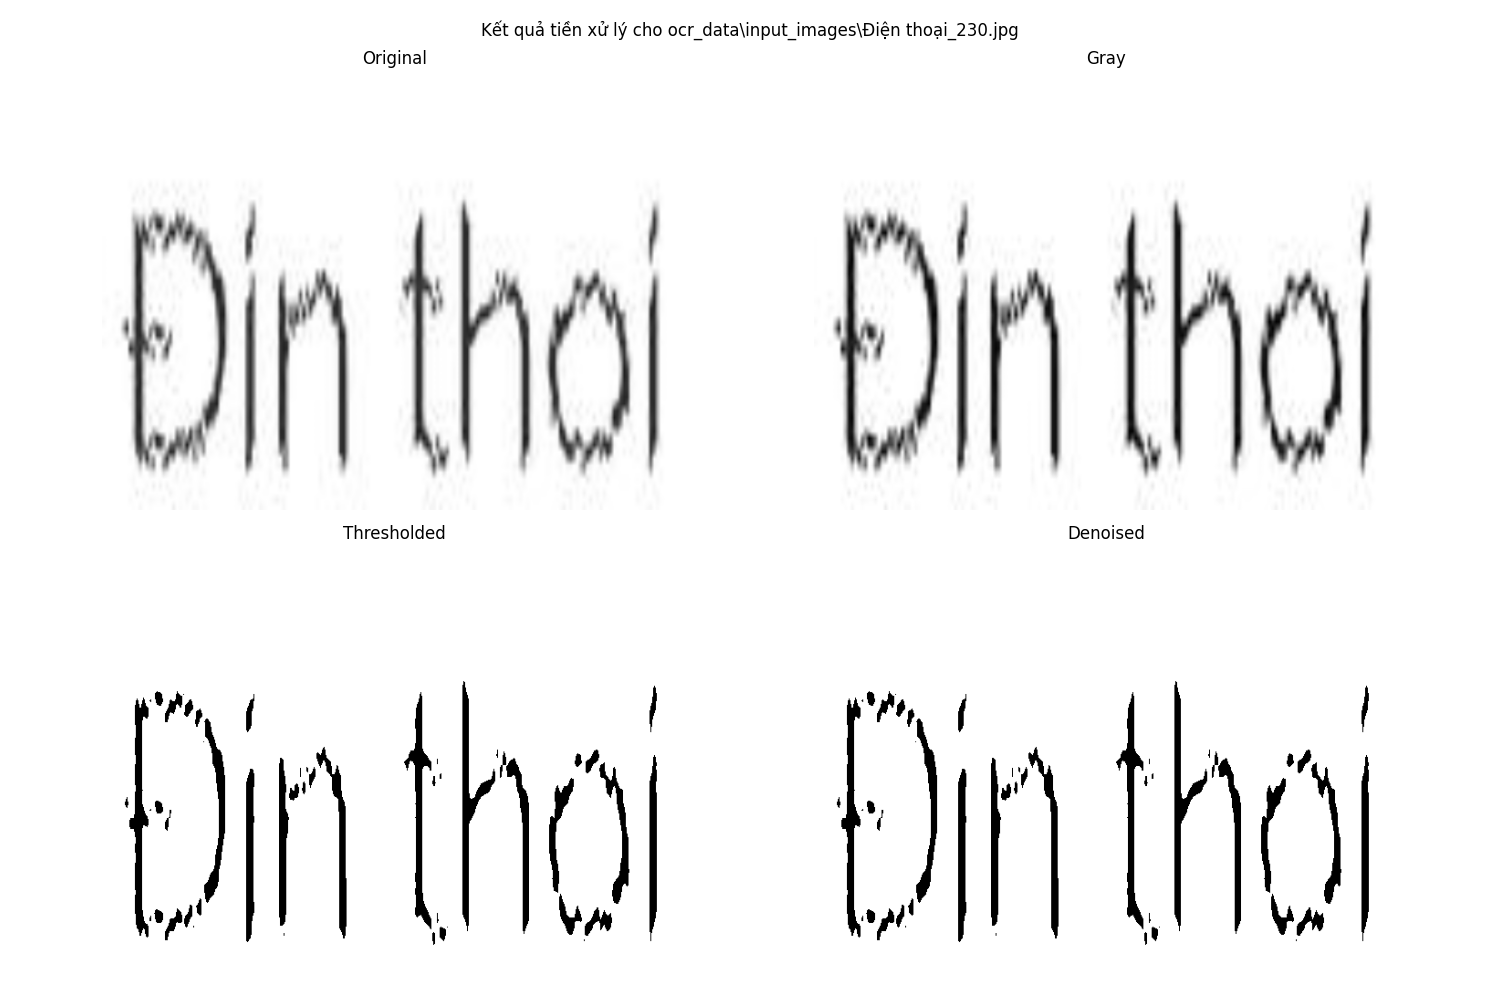 Kết quả tiền xử lý cho ocr_data\input_images\Điện thoại_230.jpg
Original
Gray
Đin thoi
Đin thoi
Thresholded
Denoised
Đin thoi
Đin thoi